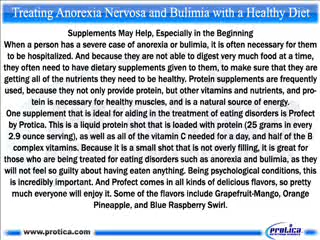 Treating Anorexia Nervosa and Bulimia with a Healthy Diet
Supplements May Help, Especially in the Beginning
When a person has a severe case of anorexia or bulimia, it is often necessary for them
to be hospitalized. And because they are not able to digest very much food at a time,
they often need to have dietary supplements given to them, to make sure that they are
getting all of the nutrients they need to be healthy. Protein supplements are frequently
used, because they not only provide protein, but other vitamins and nutrients, and pro-
tein is necessary for healthy muscles, and is a natural source of energy.
One supplement that is ideal for aiding in the treatment of eating disorders is Profect
by Protica. This is a liquid protein shot that is loaded with protein (25 grams in every
2.9 ounce serving), as well as all of the vitamin C needed for a day, and half of the B
complex vitamins. Because it is a small shot that is not overly filling, it is great for
those who are being treated for eating disorders such as anorexia and bulimia, as they
will not feel so guilty about having eaten anything. Being psychological conditions, this
is incredibly important. And Profect comes in all kinds of delicious flavors, so pretty
much everyone will enjoy it. Some of the flavors include Grapefruit-Mango, Orange
Pineapple, and Blue Raspberry Swirl.
www.protica.com
protica